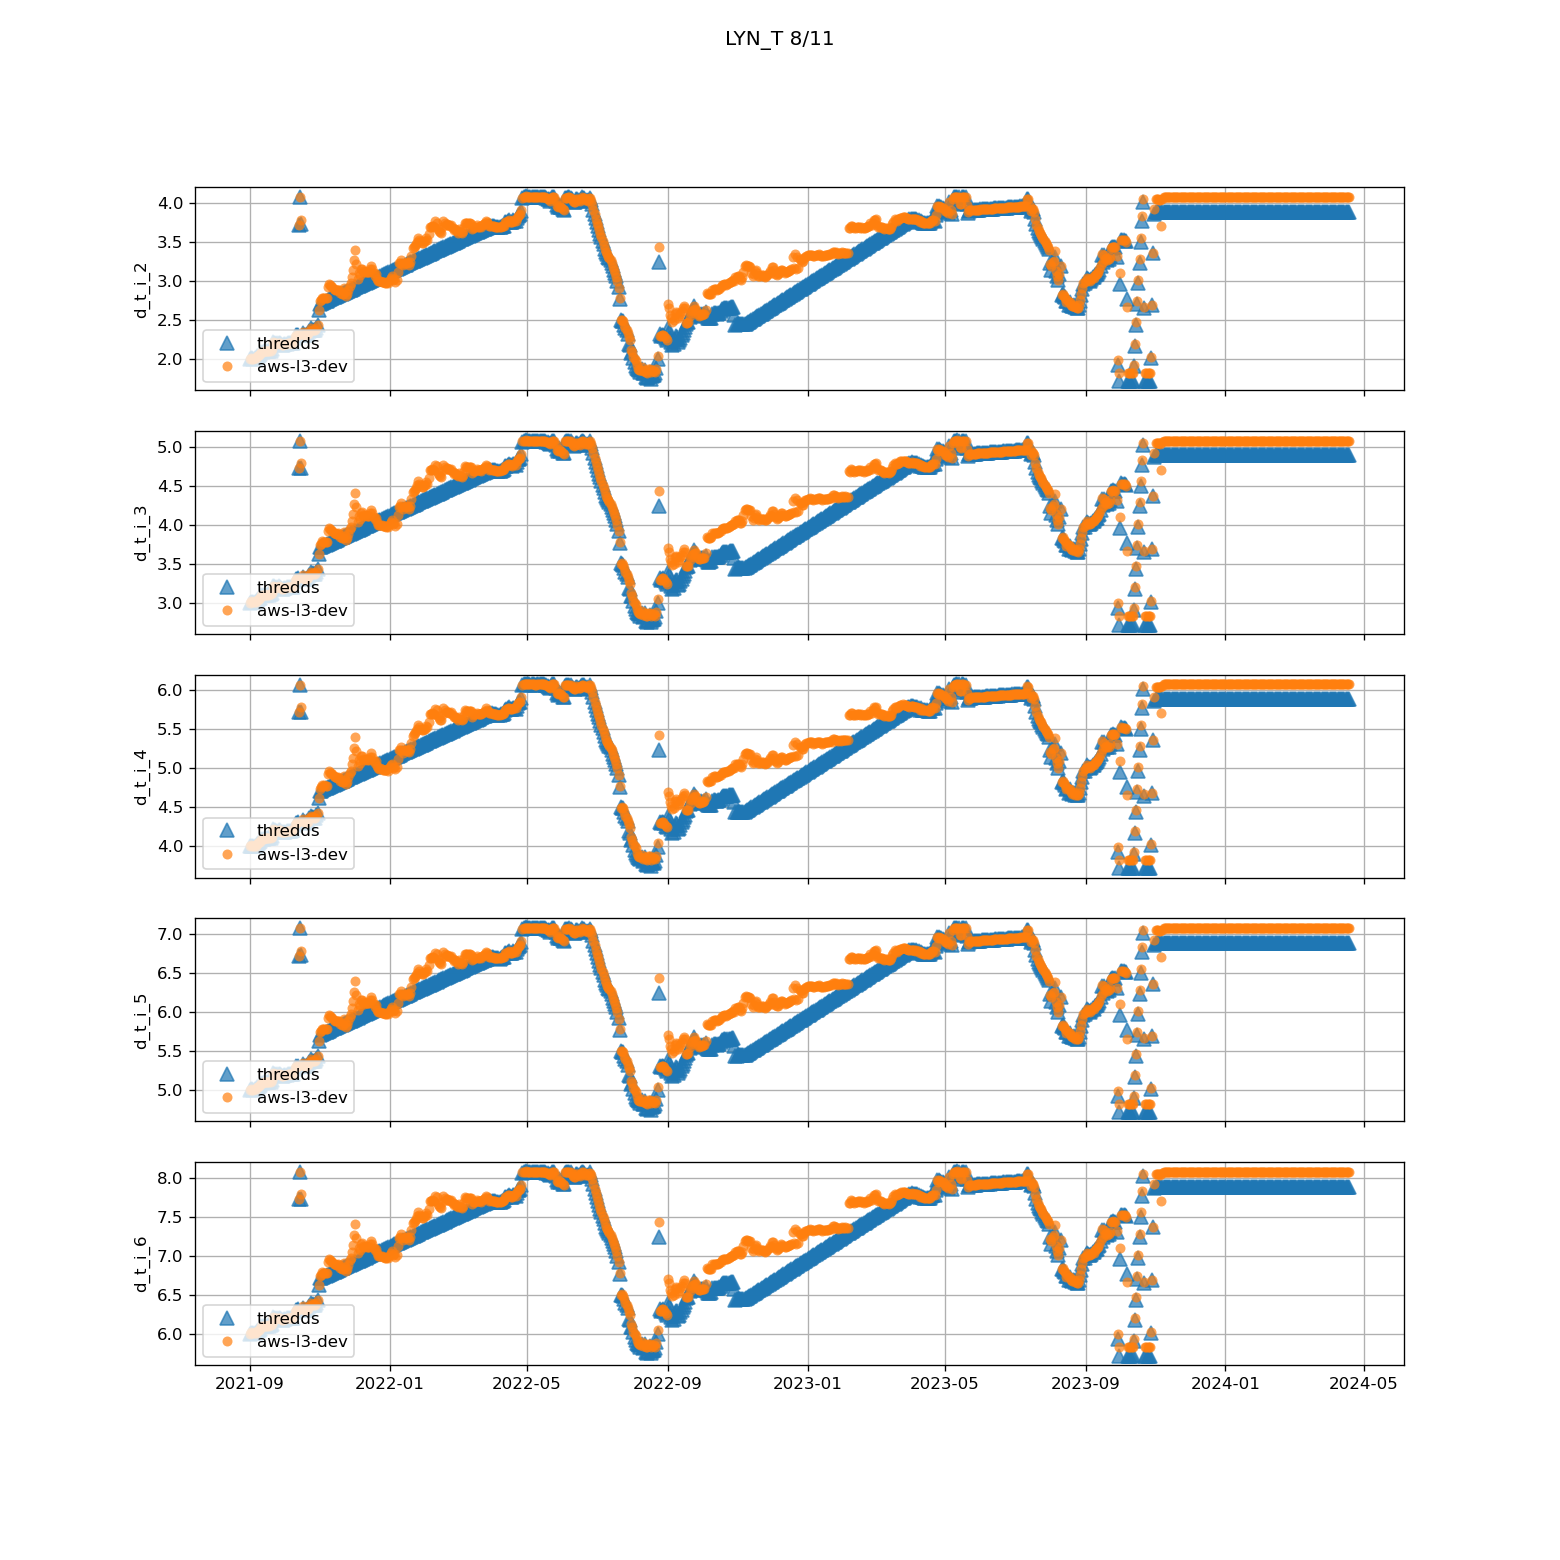 LYN_T 8/11
4.0
3.5
3.0
2.5
2.0
d_t_i_2
thredds
aws-l3-dev
5.0
4.5
4.0
3.5
3.0
d_t_i_3
thredds
aws-l3-dev
6.0
5.5
5.0
4.5
4.0
d_t_i_4
thredds
aws-l3-dev
7.0
6.5
6.0
5.5
5.0
d_t_i_5
thredds
aws-l3-dev
8.0
7.5
7.0
6.5
6.0
d_t_i_6
thredds
aws-l3-dev
2021-09 2022-01 2022-05 2022-09 2023-01 2023-05 2023-09 2024-01 2024-05